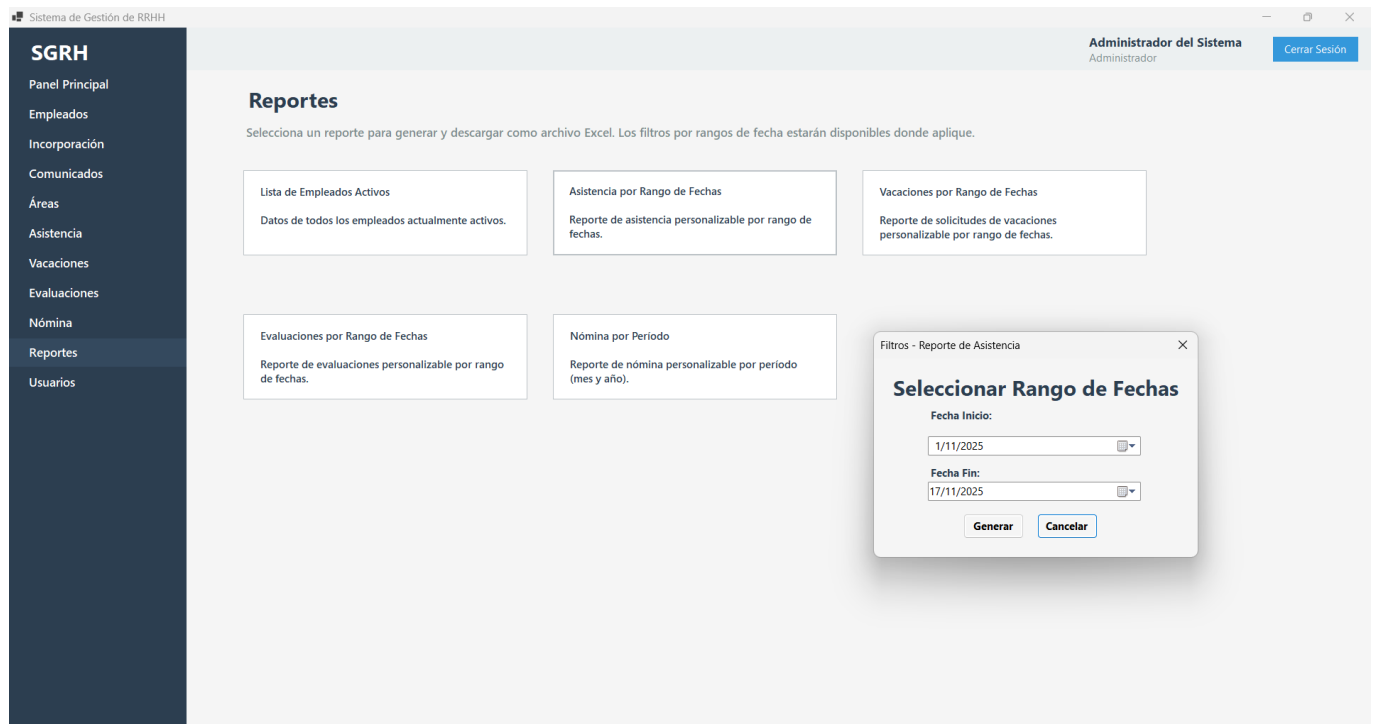 Sistema de Gestión de RRHH
SGRH
Panel Principal
Empleados
Incorporación
Comunicados
Áreas
Asistencia
Vacaciones
Evaluaciones
Nómina
Reportes
Usuarios
Administrador del Sistema
Administrador
Cerrar Sesión
Reportes
Selecciona un reporte para generar y descargar como archivo Excel. Los filtros por rangos de fecha estarán disponibles donde aplique.
Lista de Empleados Activos
Datos de todos los empleados actualmente activos.
Asistencia por Rango de Fechas
Reporte de asistencia personalizable por rango de
fechas.
Vacaciones por Rango de Fechas
Reporte de solicitudes de vacaciones
personalizable por rango de fechas.
Evaluaciones por Rango de Fechas
Reporte de evaluaciones personalizable por rango
de fechas.
Nómina por Período
Reporte de nómina personalizable por período
(mes y año).
Filtros - Reporte de Asistencia
Seleccionar Rango de Fechas
Fecha Inicio:
1/11/2025
Fecha Fin:
17/11/2025
Generar
Cancelar